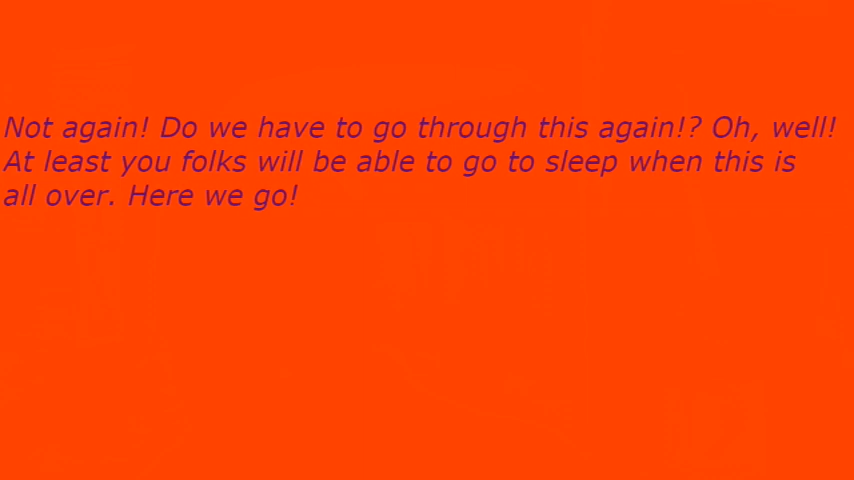 Not again! Do we have to go through this again!? Oh, well!
At least you folks will be able to go to sleep when this is
all over. Here we go!